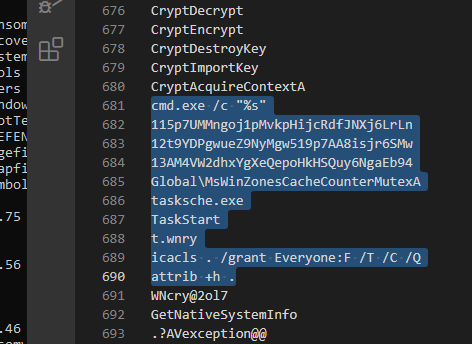 nsom
cove
stem
ols
ers
ndow
ptTe
EFEN
gefi
apfi
mbol
.75
.56
.46
676 CryptDecrypt
677 CryptEncrypt
678 CryptDestroyKey
679 CryptImportKey
680 CryptAcquireContextA
681 cmd.exe /c "%s"
682 115p7UMMngoj1pMvkpHijcRdfJNXj6LrLn
683 12t9YDPgwueZ9NyMgw519p7AA8isjr6SMw
684 13AM4VW2dhxYgXeQepoHkHSQuy6NgaEb94
685 Global\MsWinZonesCacheCounterMutexA
686 tasksche.exe
687 TaskStart
688 t.wnry
689 icacls . /grant Everyone:F /T /C /Q
690 attrib +h .
691 WNcry@2ol7
692 GetNativeSystemInfo
693 .?AVexception@@